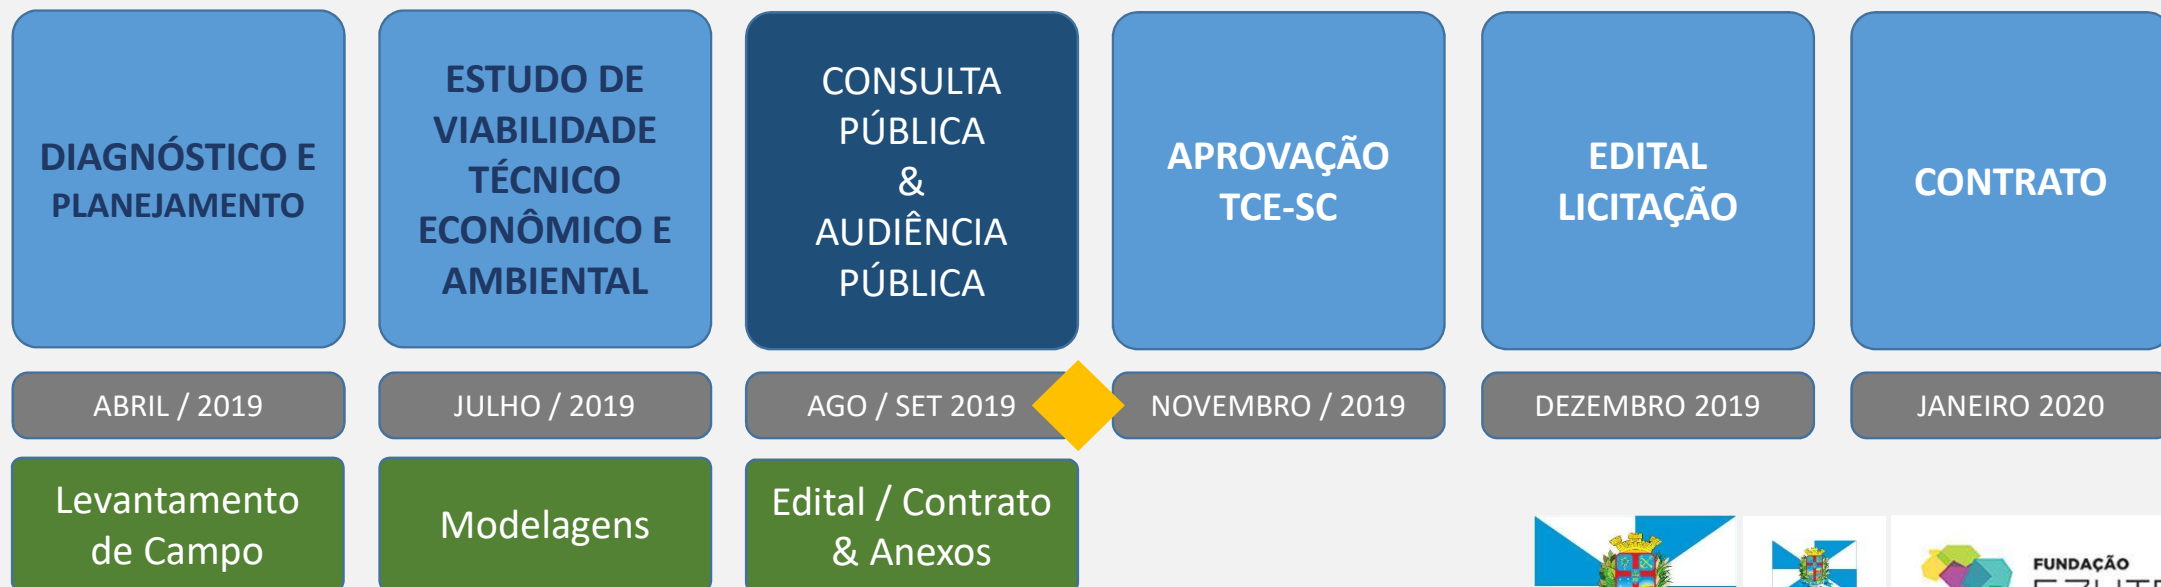 DIAGNÓSTICO E
PLANEJAMENTO
ESTUDO DE
VIABILIDADE
TÉCNICO
ECONÔMICO E
AMBIENTAL
CONSULTA
PÚBLICA
&
AUDIÊNCIA
PÚBLICA
APROVAÇÃO
TCE-SC
EDITAL
LICITAÇÃO
CONTRATO
ABRIL / 2019
JULHO / 2019
AGO / SET 2019
NOVEMBRO / 2019
DEZEMBRO 2019
JANEIRO 2020
Levantamento
de Campo
Modelagens
Edital / Contrato
& Anexos
FUNDAÇÃO